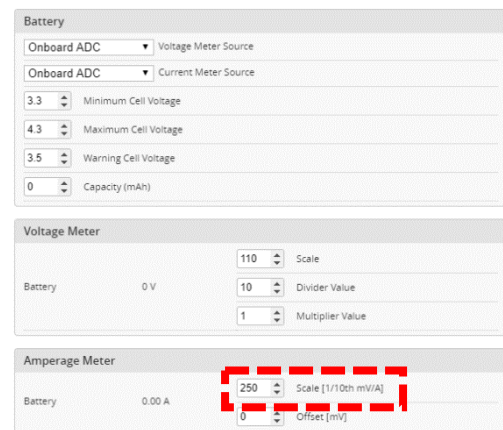 Battery
Onboard ADC Voltage Meter Source
Onboard ADC Current Meter Source
3.3 Minimum Cell Voltage
4.3 Maximum Cell Voltage
3.5 Warning Cell Voltage
0 Capacity (mAh)
Voltage Meter
110 Scale
Battery 0 V 10 Divider Value
1 Multiplier Value
Amperage Meter
250 Scale [1/10th mV/A]
Battery 0.00 A
0 Offset [mV]